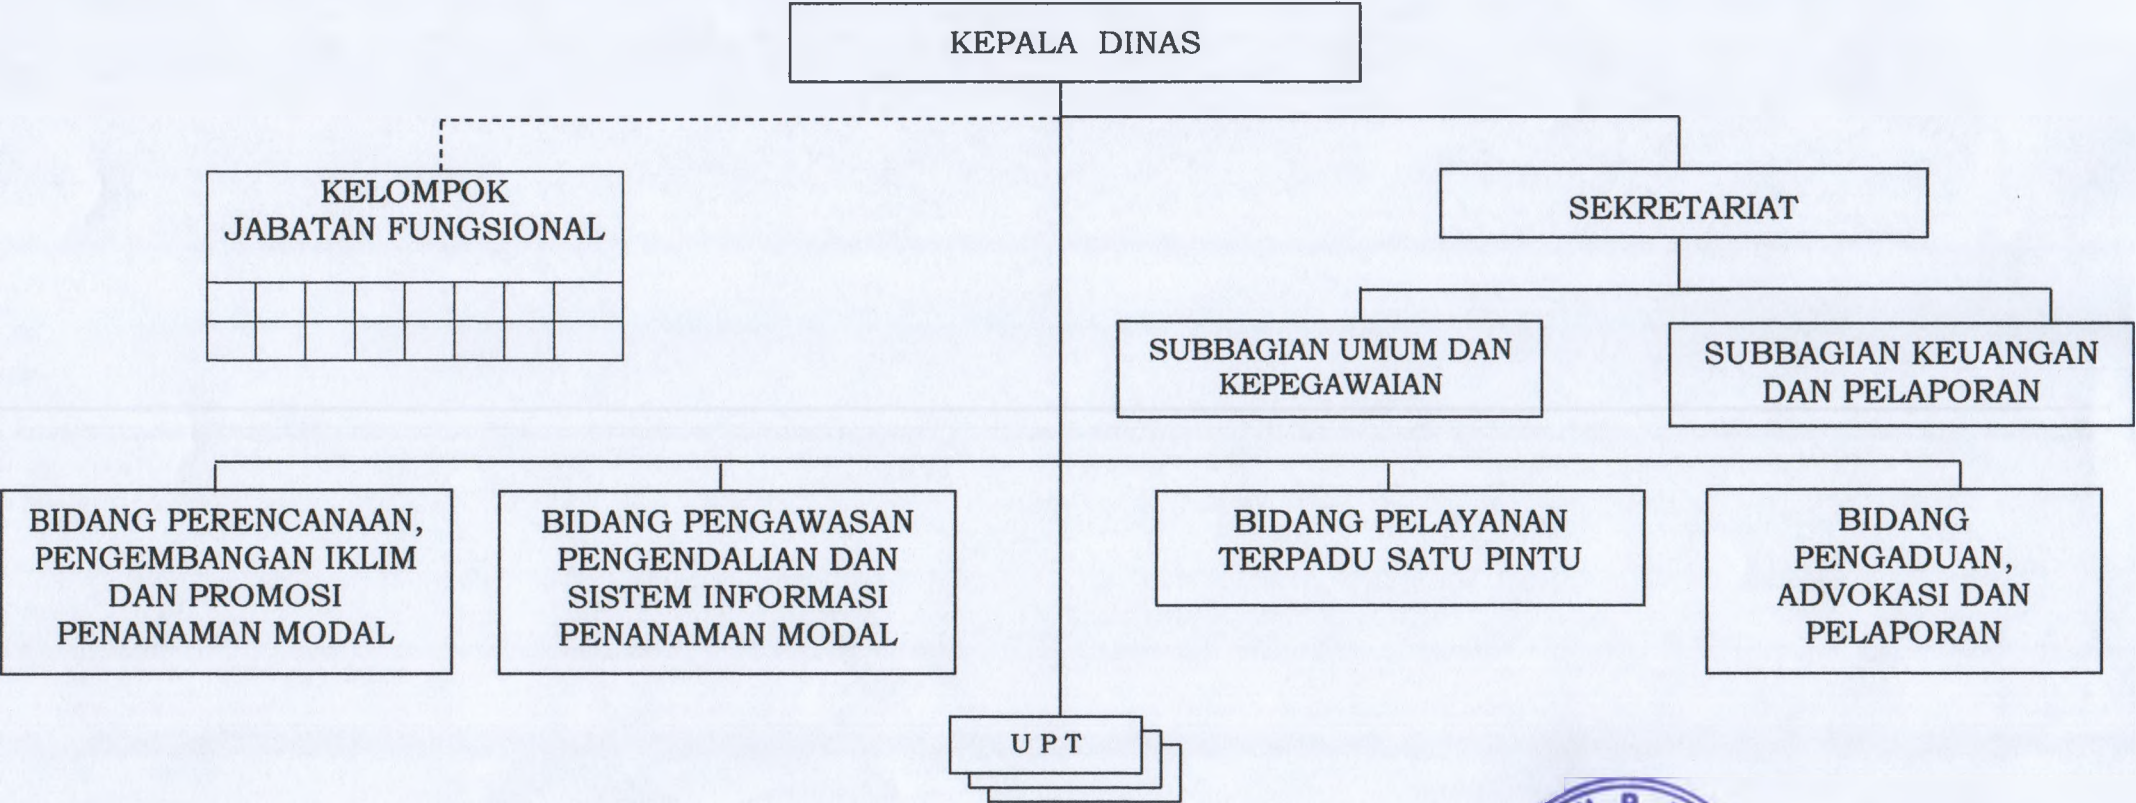 KEPALA DINAS
KELOMPOK
JABATAN FUNGSIONAL
SEKRETARIAT
SUBBAGIAN UMUM DAN
KEPEGAWAIAN
SUBBAGIAN KEUANGAN
DAN PELAPORAN
BIDANG PERENCANAAN,
PENGEMBANGAN IKLIM
DAN PROMOSI
PENANAMAN MODAL
BIDANG PENGAWASAN
PENGENDALIAN DAN
SISTEM INFORMASI
PENANAMAN MODAL
BIDANG PELAYANAN
TERPADU SATU PINTU
BIDANG
PENGADUAN,
ADVOKASI DAN
PELAPORAN
U P T